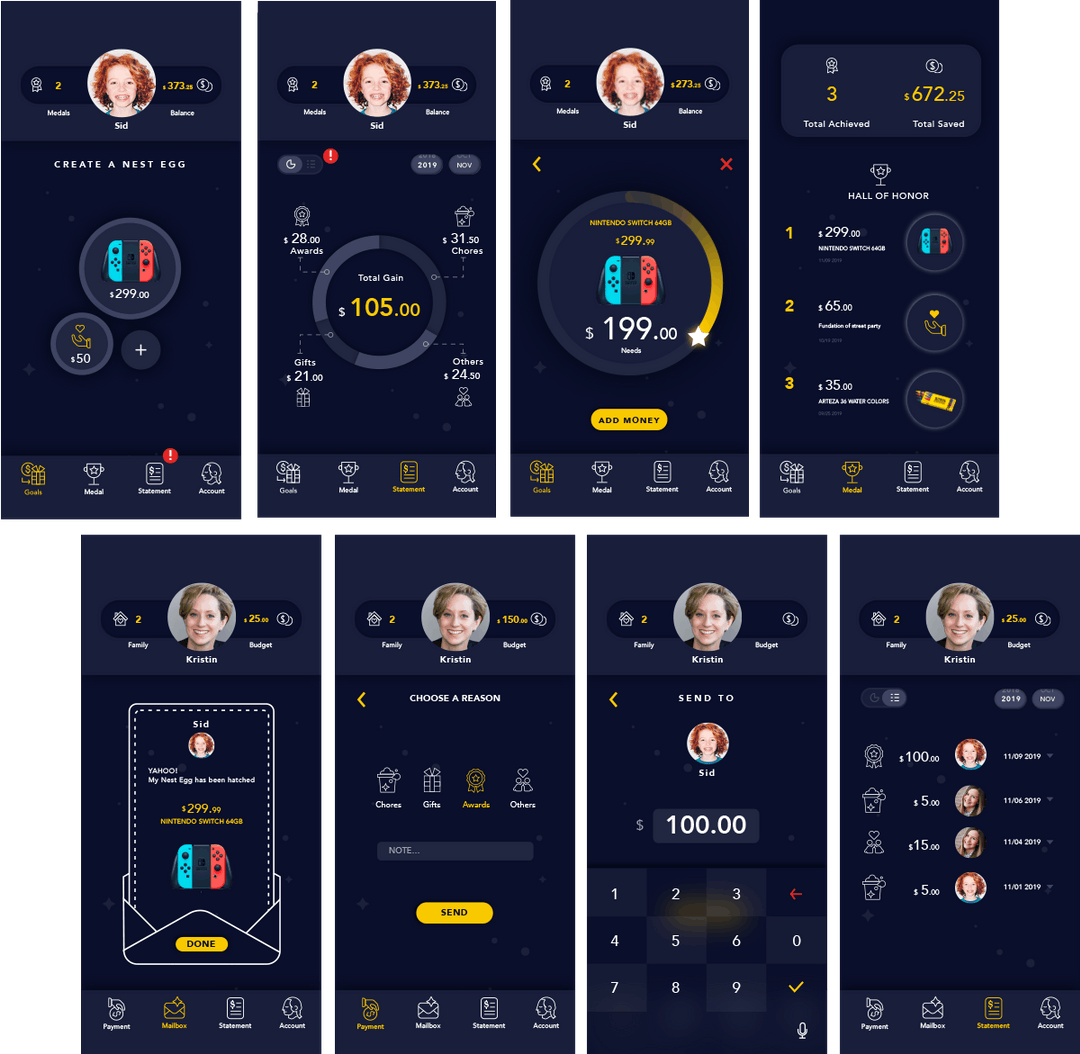 2
$ 373.25
Medals
Balance
Sid
CREATE A NEST EGG
$299.00
$50
+
!
Goals
Medal
Statement
Account
2
$ 373.25
Medals
Balance
Sid
!
2019
NOV
$ 28.00
Awards
$ 31.50
Chores
Total Gain
$ 105.00
Gifts
$ 21.00
Others
$ 24.50
Goals
Medal
Statement
Account
2
$273.25
Medals
Balance
Sid
NINTENDO SWITCH 64GB
$299.99
$ 199.00
Needs
ADD MONEY
Goals
Medal
Statement
Account
3
$672.25
Total Achieved
Total Saved
HALL OF HONOR
1
$ 299.00
NINTENDO SWITCH 64GB
11/09 2019
2
$ 65.00
Fundation of street party
10/19 2019
3
$ 35.00
ARTEZA 36 WATER COLORS
Goals
Medal
Statement
Account
2
$ 25.00
Family
Budget
Kristin
Sid
YAHOO!
My Nest Egg has been hatched
$299.99
NINTENDO SWITCH 64GB
DONE
Payment
Mailbox
Statement
Account
2
$ 150.00
Family
Budget
Kristin
CHOOSE A REASON
Chores
Gifts
Awards
Others
NOTE...
SEND
Payment
Mailbox
Statement
Account
2
Family
Budget
Kristin
SEND TO
Sid
$ 100.00
1 2 3
4 5 6 0
7 8 9
2
$ 25.00
Family
Budget
Kristin
2019
NOV
$100.00
11/09 2019
$ 5.00
11/06 2019
$15.00
11/04 2019
$ 5.00
11/01 2019
Payment
Mailbox
Statement
Account